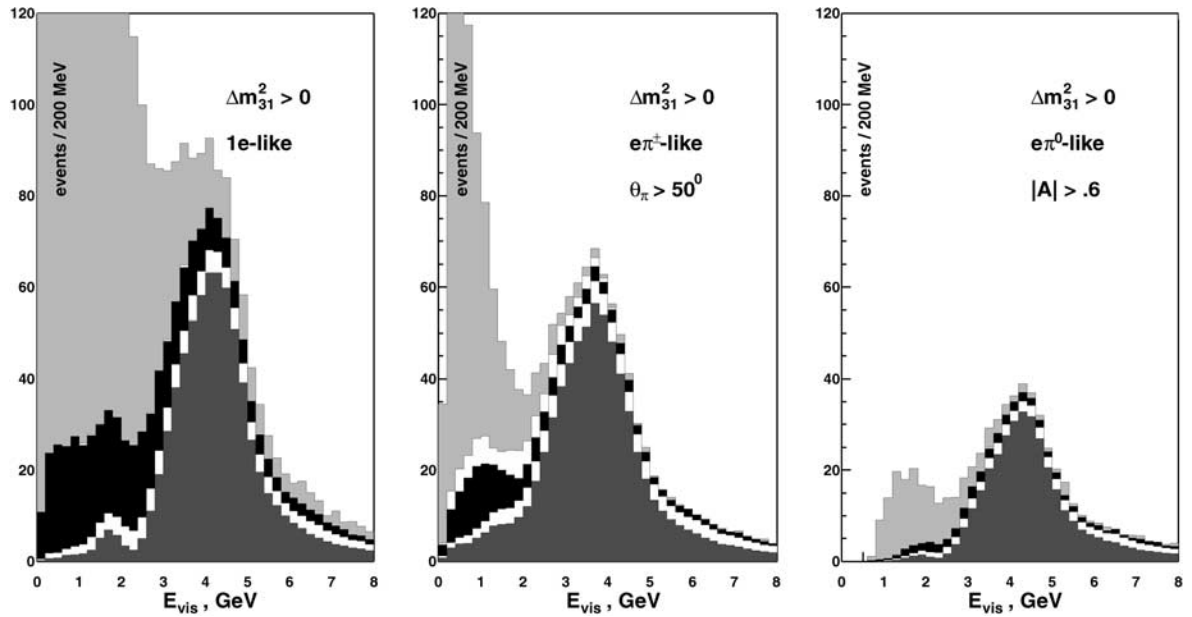 120
100
80
60
40
20
0
events / 200 MeV
Δm²₃₁ > 0
1e-like
0 1 2 3 4 5 6 7 8
E_vis , GeV
120
100
80
60
40
20
0
events / 200 MeV
Δm²₃₁ > 0
eπ±-like
θ_π > 50⁰
0 1 2 3 4 5 6 7 8
E_vis , GeV
120
100
80
60
40
20
0
events / 200 MeV
Δm²₃₁ > 0
eπ⁰-like
|A| > .6
0 1 2 3 4 5 6 7 8
E_vis , GeV